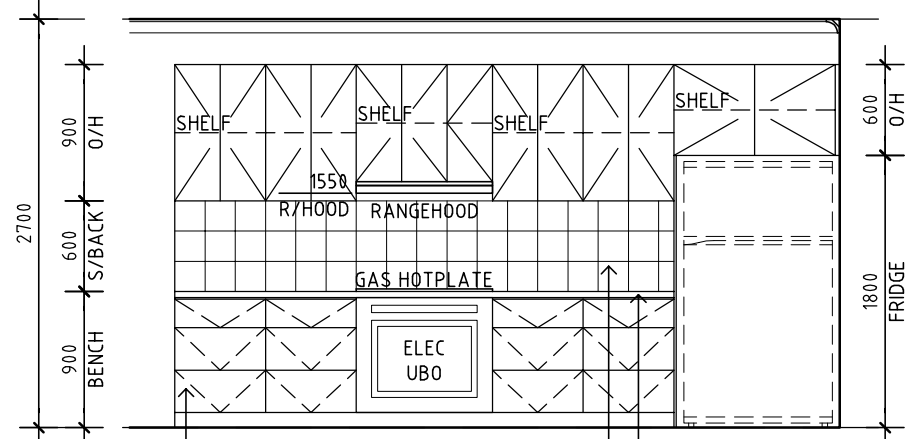 2700
900
O/H
600
S/BACK
900
BENCH
SHELF
SHELF
SHELF
SHELF
1550
R/HOOD
RANGEHOOD
GAS HOTPLATE
ELEC
UBO
600
O/H
1800
FRIDGE